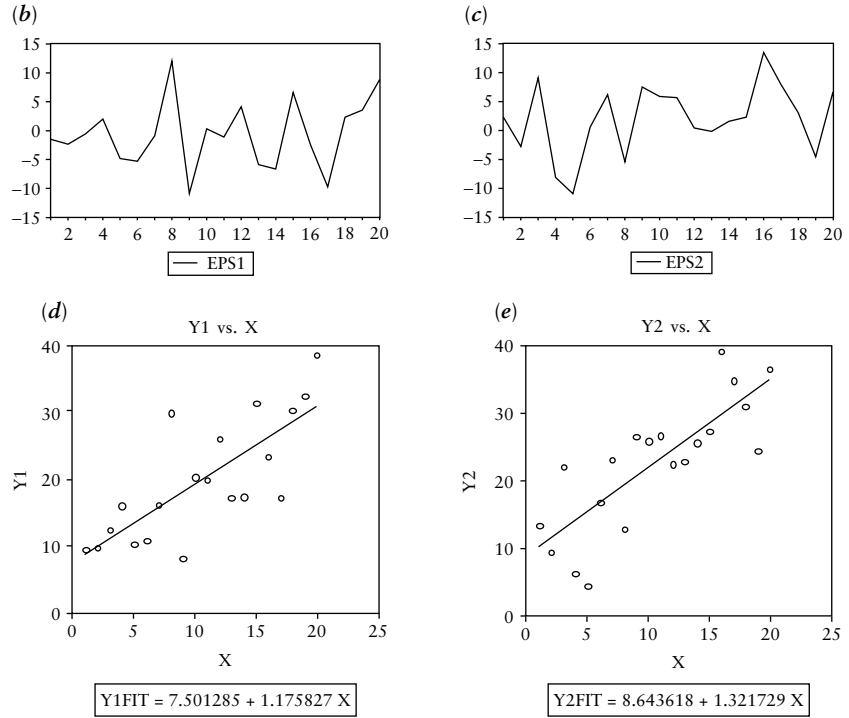 (b)
15
10
5
0
−5
−10
−15
2 4 6 8 10 12 14 16 18 20
EPS1
(c)
15
10
5
0
−5
−10
−15
2 4 6 8 10 12 14 16 18 20
EPS2
(d)
Y1 vs. X
40
30
20
10
0
Y1
0 5 10 15 20 25
X
Y1FIT = 7.501285 + 1.175827 X
(e)
Y2 vs. X
40
30
20
10
0
Y2
0 5 10 15 20 25
X
Y2FIT = 8.643618 + 1.321729 X